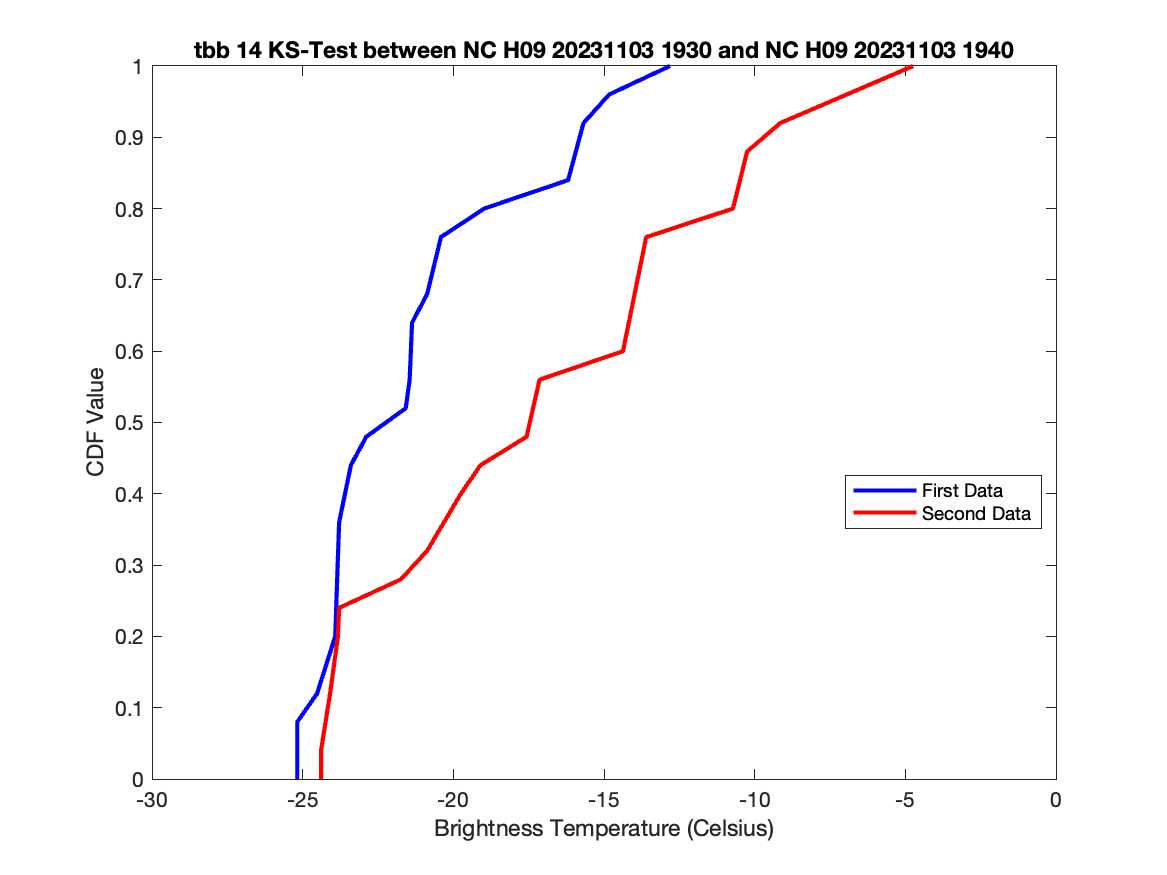 tbb 14 KS-Test between NC H09 20231103 1930 and NC H09 20231103 1940
1
0.9
0.8
0.7
0.6
0.5
0.4
0.3
0.2
0.1
0
CDF Value
First Data
Second Data
-30 -25 -20 -15 -10 -5 0
Brightness Temperature (Celsius)